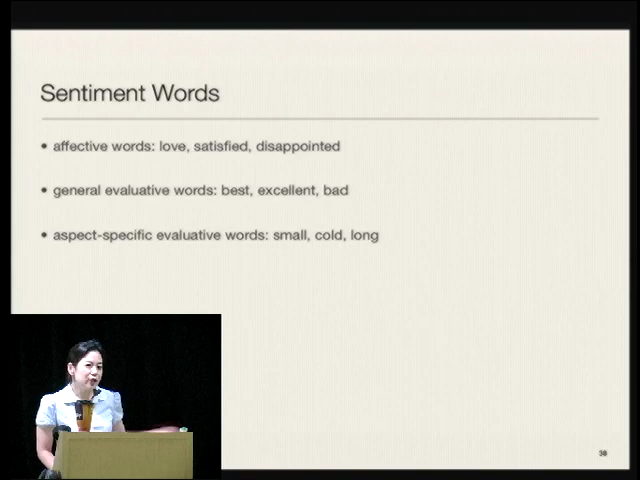 Sentiment Words
• affective words: love, satisfied, disappointed
• general evaluative words: best, excellent, bad
• aspect-specific evaluative words: small, cold, long
38